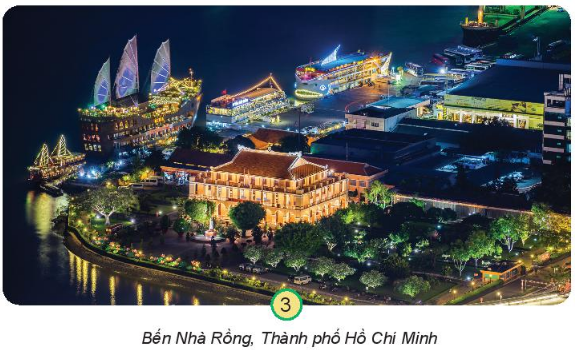 3
Bến Nhà Rồng, Thành phố Hồ Chí Minh